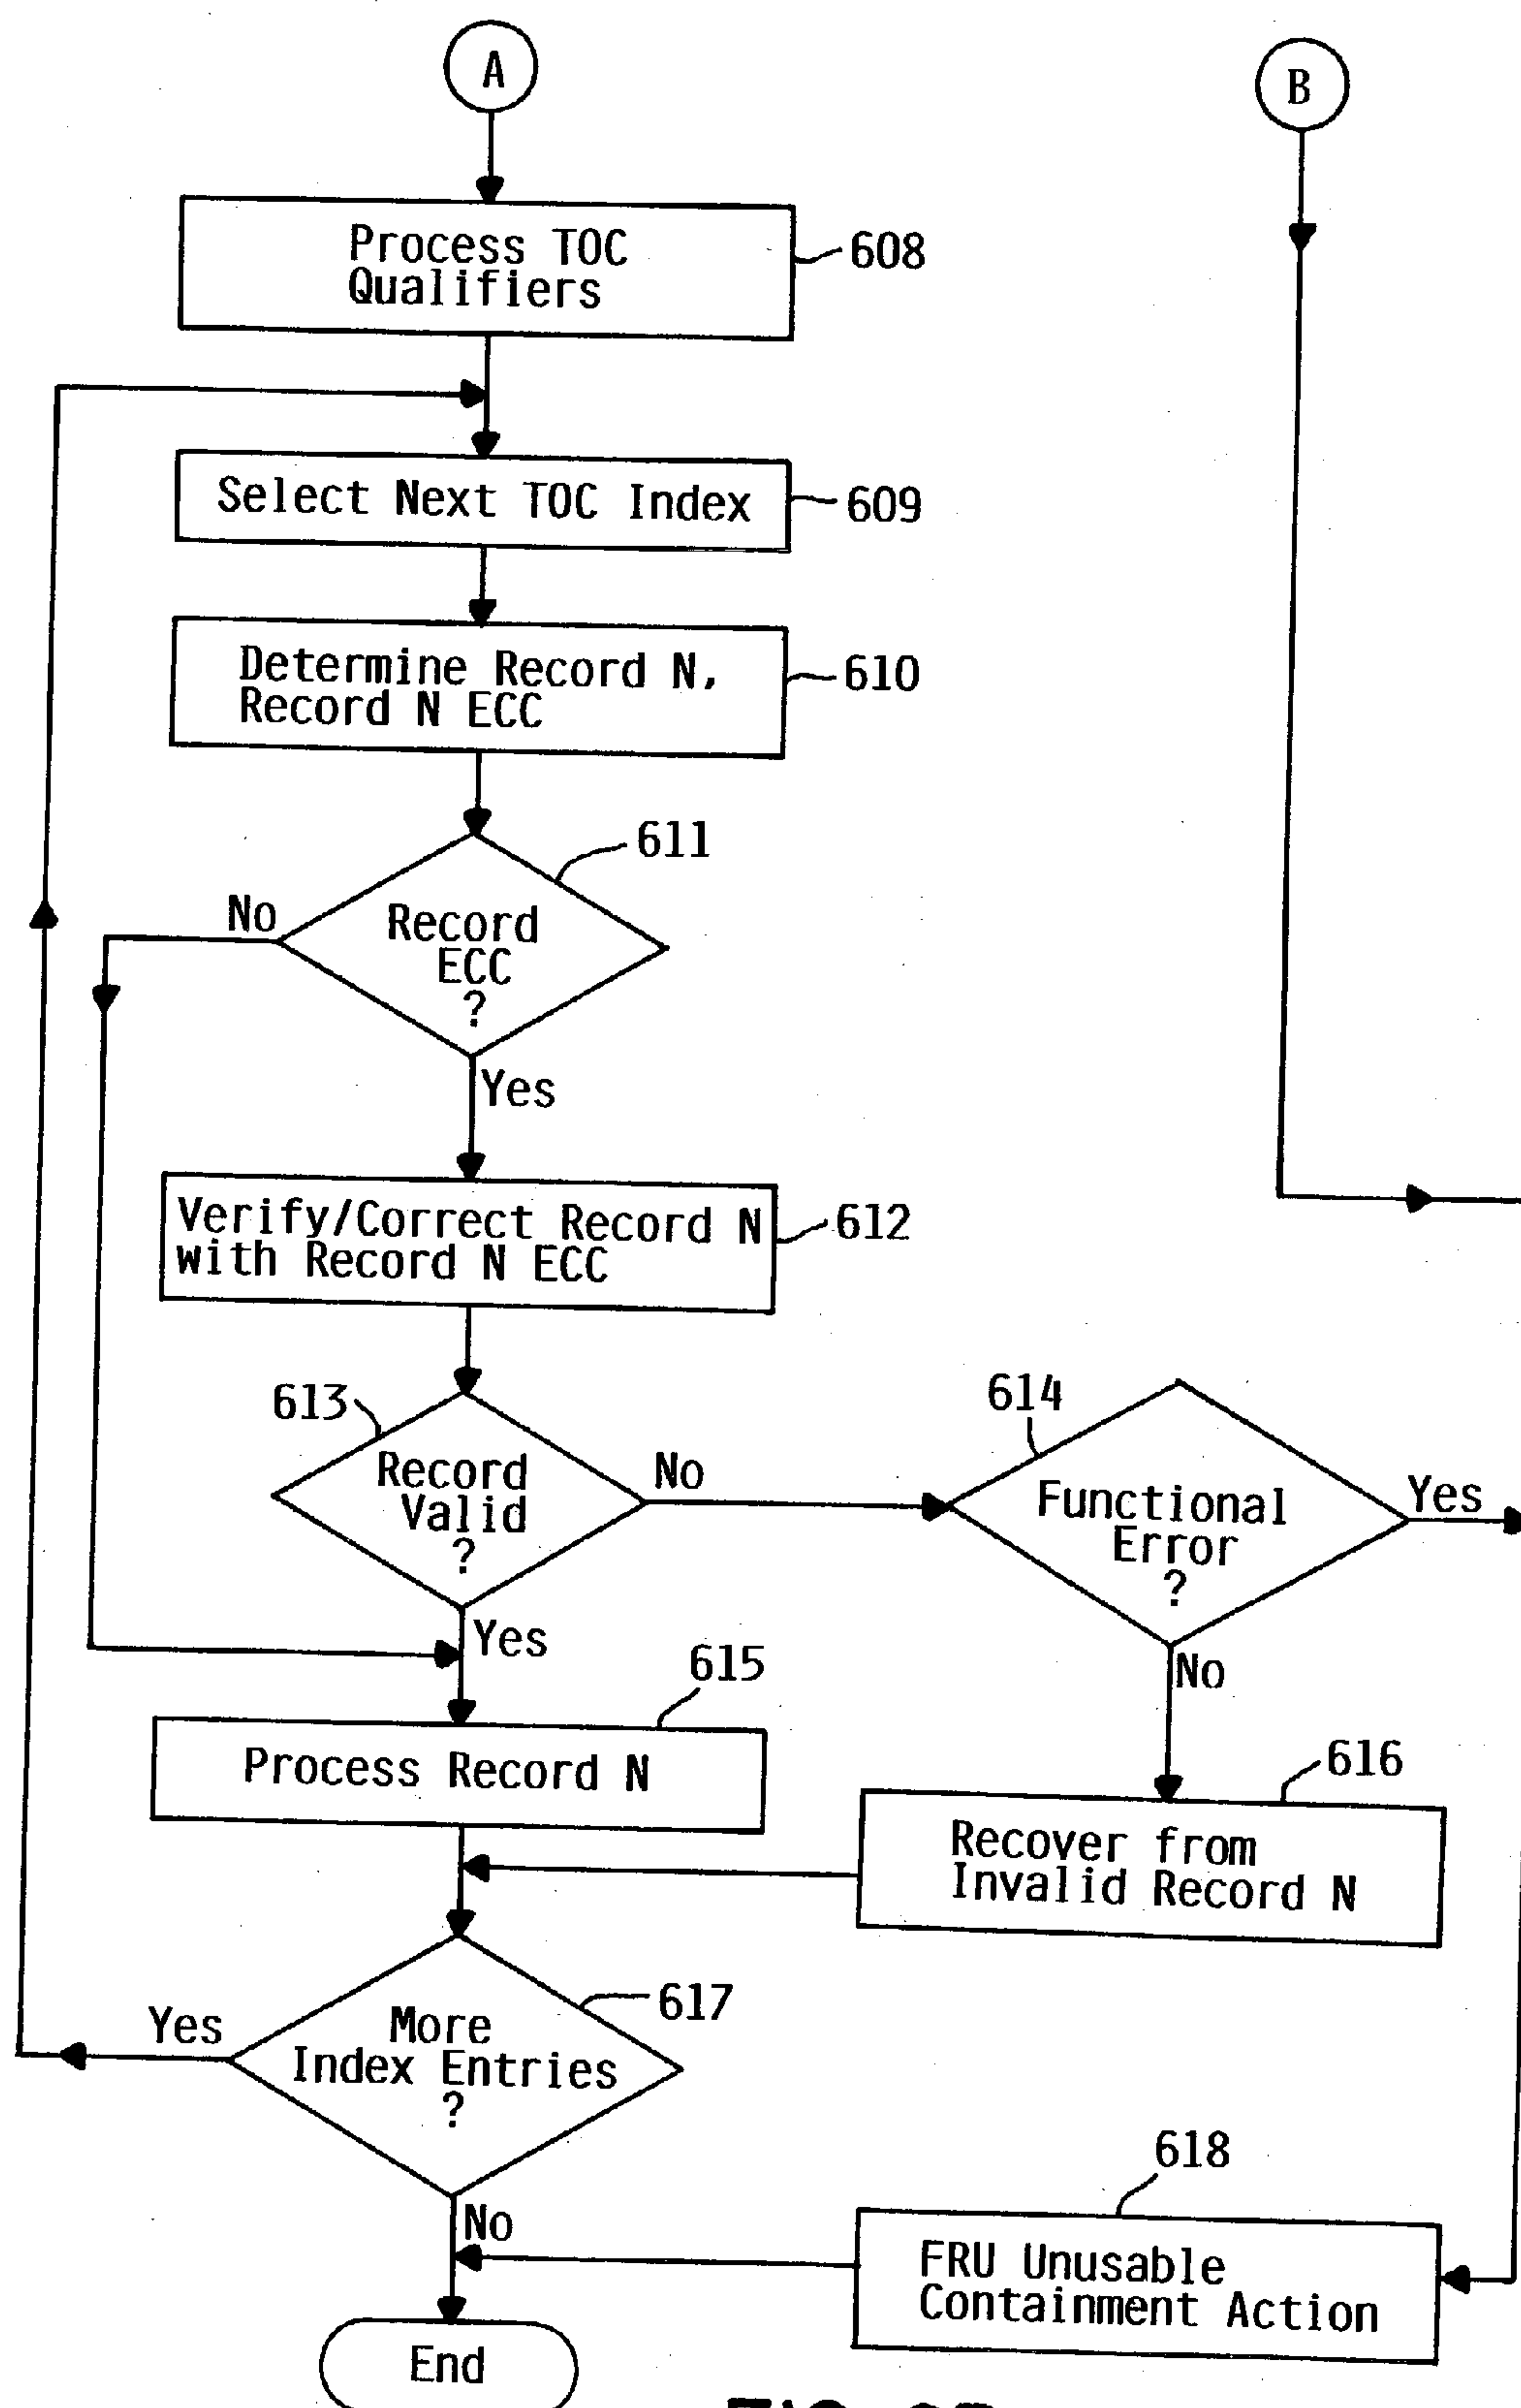 A
B
Process TOC
Qualifiers
608
Select Next TOC Index
609
Determine Record N,
Record N ECC
610
611
No
Record
ECC
?
Yes
Verify/Correct Record N
with Record N ECC
612
613
Record
Valid
?
No
614
Functional
Error
?
Yes
Yes
No
615
Process Record N
616
Recover from
Invalid Record N
617
Yes
More
Index Entries
?
No
618
FRU Unusable
Containment Action
End